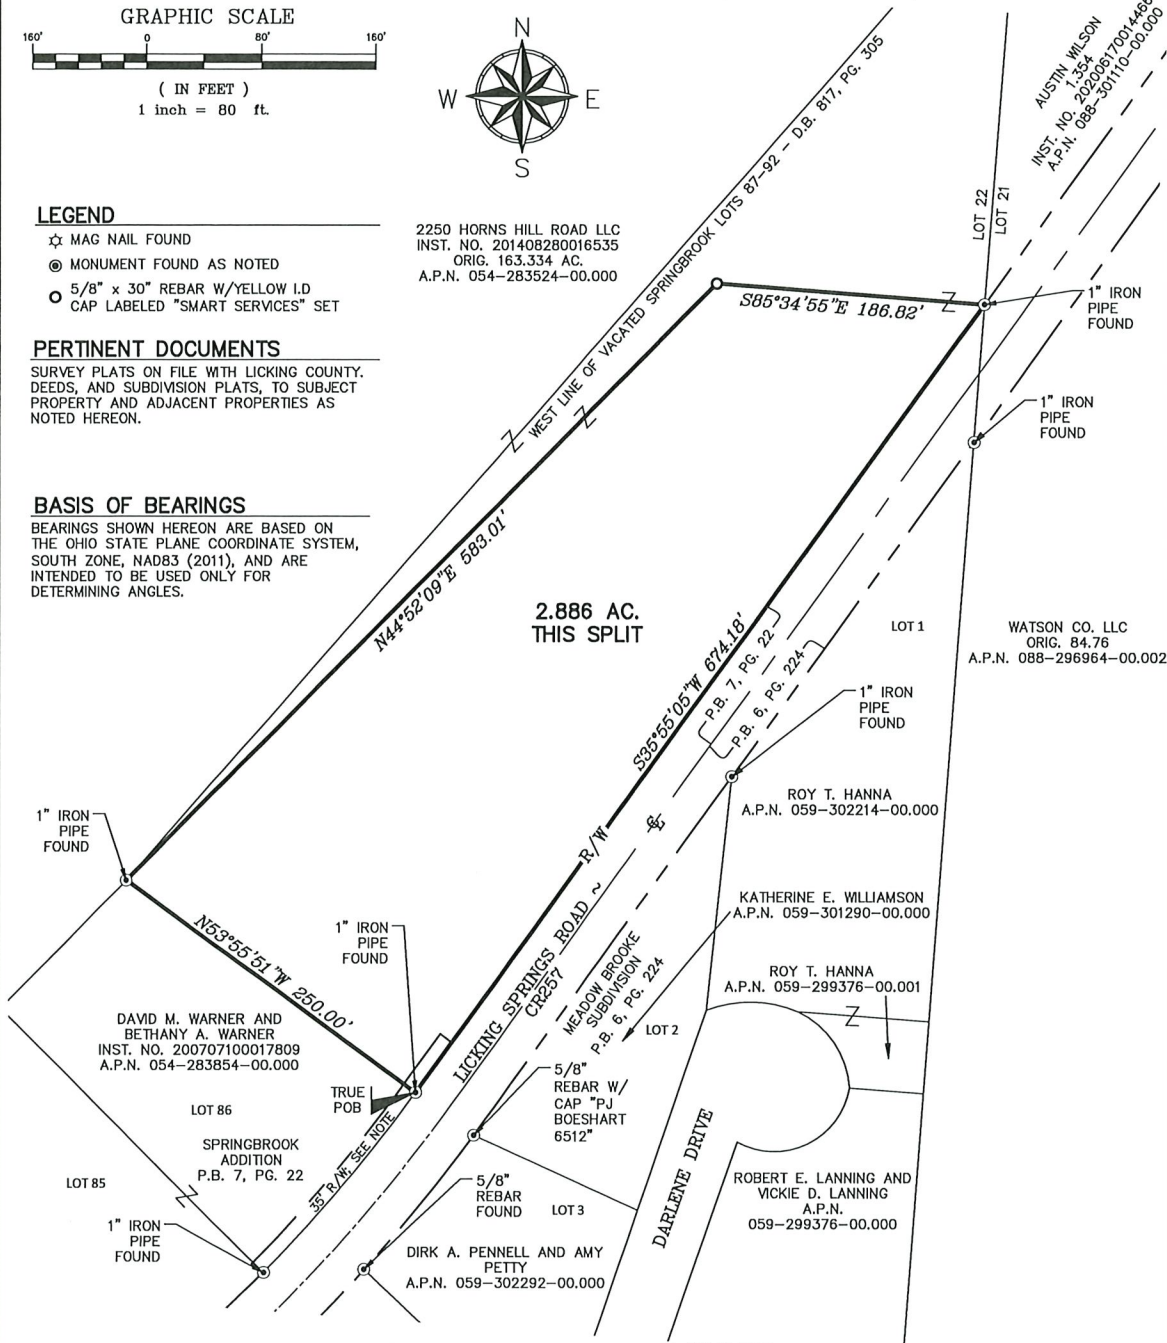 GRAPHIC SCALE
160' 0 80' 160'
( IN FEET )
1 inch = 80 ft.
N
W E
S
LEGEND
MAG NAIL FOUND
MONUMENT FOUND AS NOTED
5/8" x 30" REBAR W/YELLOW I.D
CAP LABELED "SMART SERVICES" SET
PERTINENT DOCUMENTS
SURVEY PLATS ON FILE WITH LICKING COUNTY.
DEEDS, AND SUBDIVISION PLATS, TO SUBJECT
PROPERTY AND ADJACENT PROPERTIES AS
NOTED HEREON.
BASIS OF BEARINGS
BEARINGS SHOWN HEREON ARE BASED ON
THE OHIO STATE PLANE COORDINATE SYSTEM,
SOUTH ZONE, NAD83 (2011), AND ARE
INTENDED TO BE USED ONLY FOR
DETERMINING ANGLES.
2250 HORNS HILL ROAD LLC
INST. NO. 201408280016535
ORIG. 163.334 AC.
A.P.N. 054-283524-00.000
WEST LINE OF VACATED SPRINGBROOK LOTS 87-92 - D.B. 817, PG. 305
AUSTIN WILSON
1.354
INST. NO. 202006170014466
A.P.N. 088-301110-00.000
LOT 22
LOT 21
S85°34'55"E 186.82'
1" IRON
PIPE
FOUND
1" IRON
PIPE
FOUND
N44°52'09"E 583.01'
2.886 AC.
THIS SPLIT
S35°55'05"W 674.18'
P.B. 7, PG. 22
P.B. 6, PG. 224
LOT 1
WATSON CO. LLC
ORIG. 84.76
A.P.N. 088-296964-00.002
1" IRON
PIPE
FOUND
ROY T. HANNA
A.P.N. 059-302214-00.000
1" IRON
PIPE
FOUND
R/W
KATHERINE E. WILLIAMSON
A.P.N. 059-301290-00.000
N53°55'51"W 250.00'
1" IRON
PIPE
FOUND
LICKING SPRINGS ROAD ~
CR257
MEADOW BROOKE
SUBDIVISION
P.B. 6, PG. 224
ROY T. HANNA
A.P.N. 059-299376-00.001
LOT 2
DAVID M. WARNER AND
BETHANY A. WARNER
INST. NO. 200707100017809
A.P.N. 054-283854-00.000
TRUE
POB
LOT 86
SPRINGBROOK
ADDITION
P.B. 7, PG. 22
35' R/W, SEE NOTE
5/8"
REBAR W/
CAP "PJ
BOESHART
6512"
LOT 85
1" IRON
PIPE
FOUND
5/8"
REBAR
FOUND
LOT 3
DARLENE DRIVE
ROBERT E. LANNING AND
VICKIE D. LANNING
A.P.N.
059-299376-00.000
DIRK A. PENNELL AND AMY
PETTY
A.P.N. 059-302292-00.000